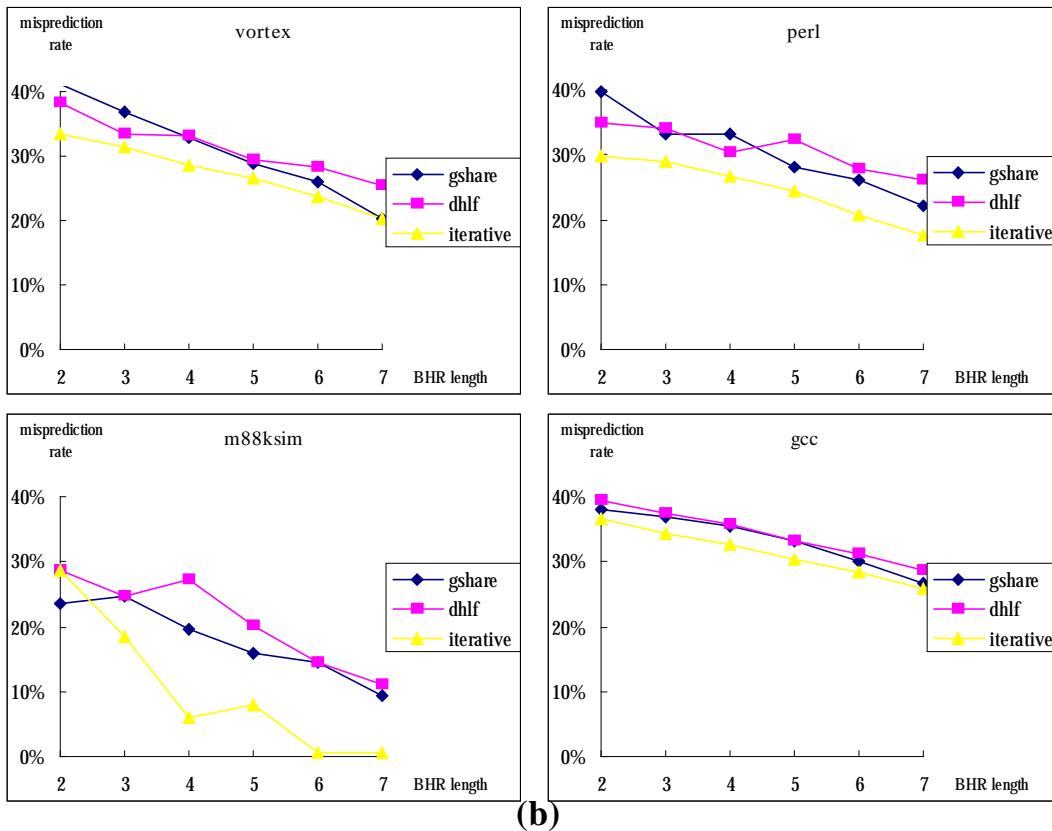 misprediction
rate
vortex
40%
30%
20%
10%
0%
2 3 4 5 6 7 BHR length
gshare
dhlf
iterative
misprediction
rate
perl
40%
30%
20%
10%
0%
2 3 4 5 6 7 BHR length
gshare
dhlf
iterative
misprediction
rate
m88ksim
40%
30%
20%
10%
0%
2 3 4 5 6 7 BHR length
gshare
dhlf
iterative
misprediction
rate
gcc
40%
30%
20%
10%
0%
2 3 4 5 6 7 BHR length
gshare
dhlf
iterative
(b)